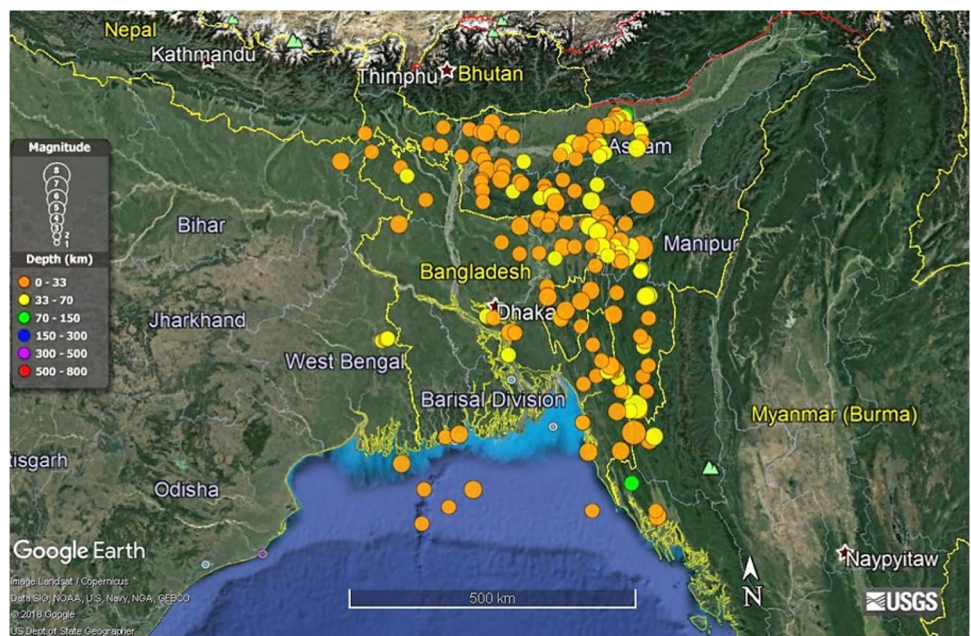 Nepal
Kathmandu
Thimphu
Bhutan
Magnitude
8
7
6
5
4
3
2
1
Depth (km)
0 - 33
33 - 70
70 - 150
150 - 300
300 - 500
500 - 800
Assam
Bihar
Manipur
Bangladesh
Dhaka
Jharkhand
West Bengal
Barisal Division
Myanmar (Burma)
tisgarh
Odisha
Google Earth
Naypyitaw
Image Landsat / Copernicus
Data SIO, NOAA, U.S. Navy, NGA, GEBCO
© 2018 Google
US Dept of State Geographer
500 km
N
USGS